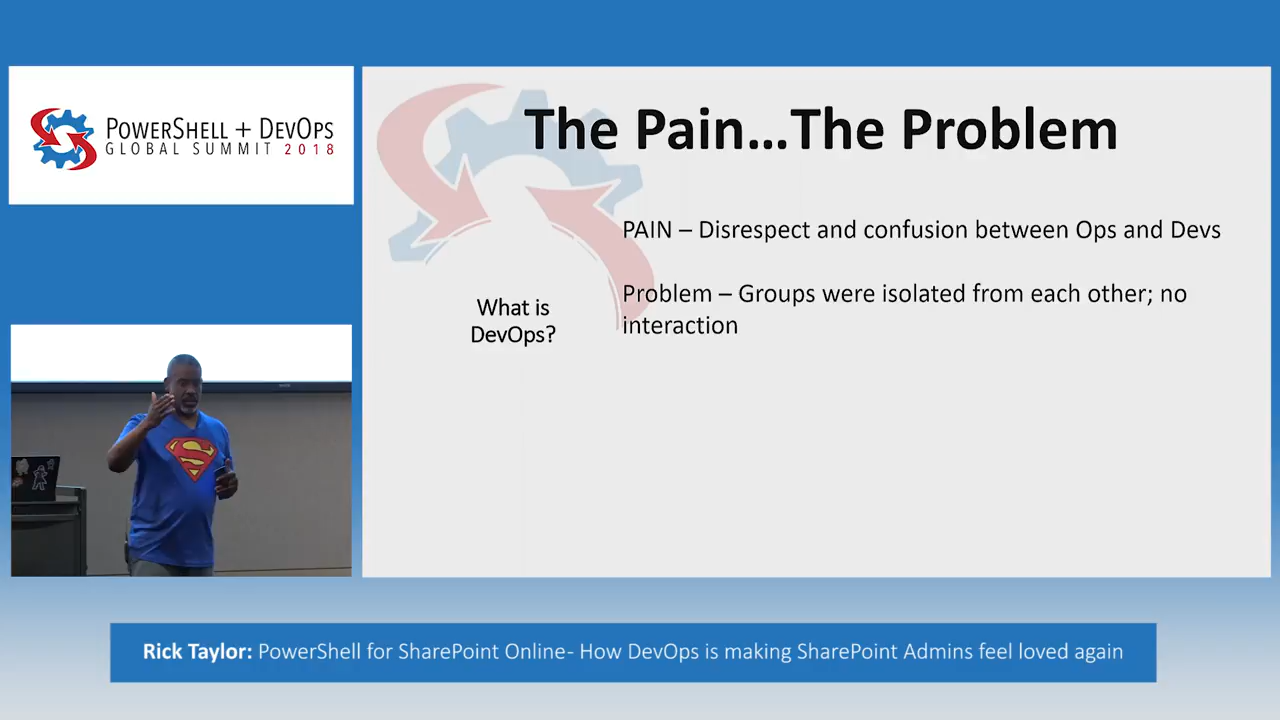 POWERSHELL + DEVOPS
GLOBAL SUMMIT 2018
The Pain...The Problem
PAIN – Disrespect and confusion between Ops and Devs
Problem – Groups were isolated from each other; no
interaction
What is
DevOps?
S
Rick Taylor: PowerShell for SharePoint Online- How DevOps is making SharePoint Admins feel loved again